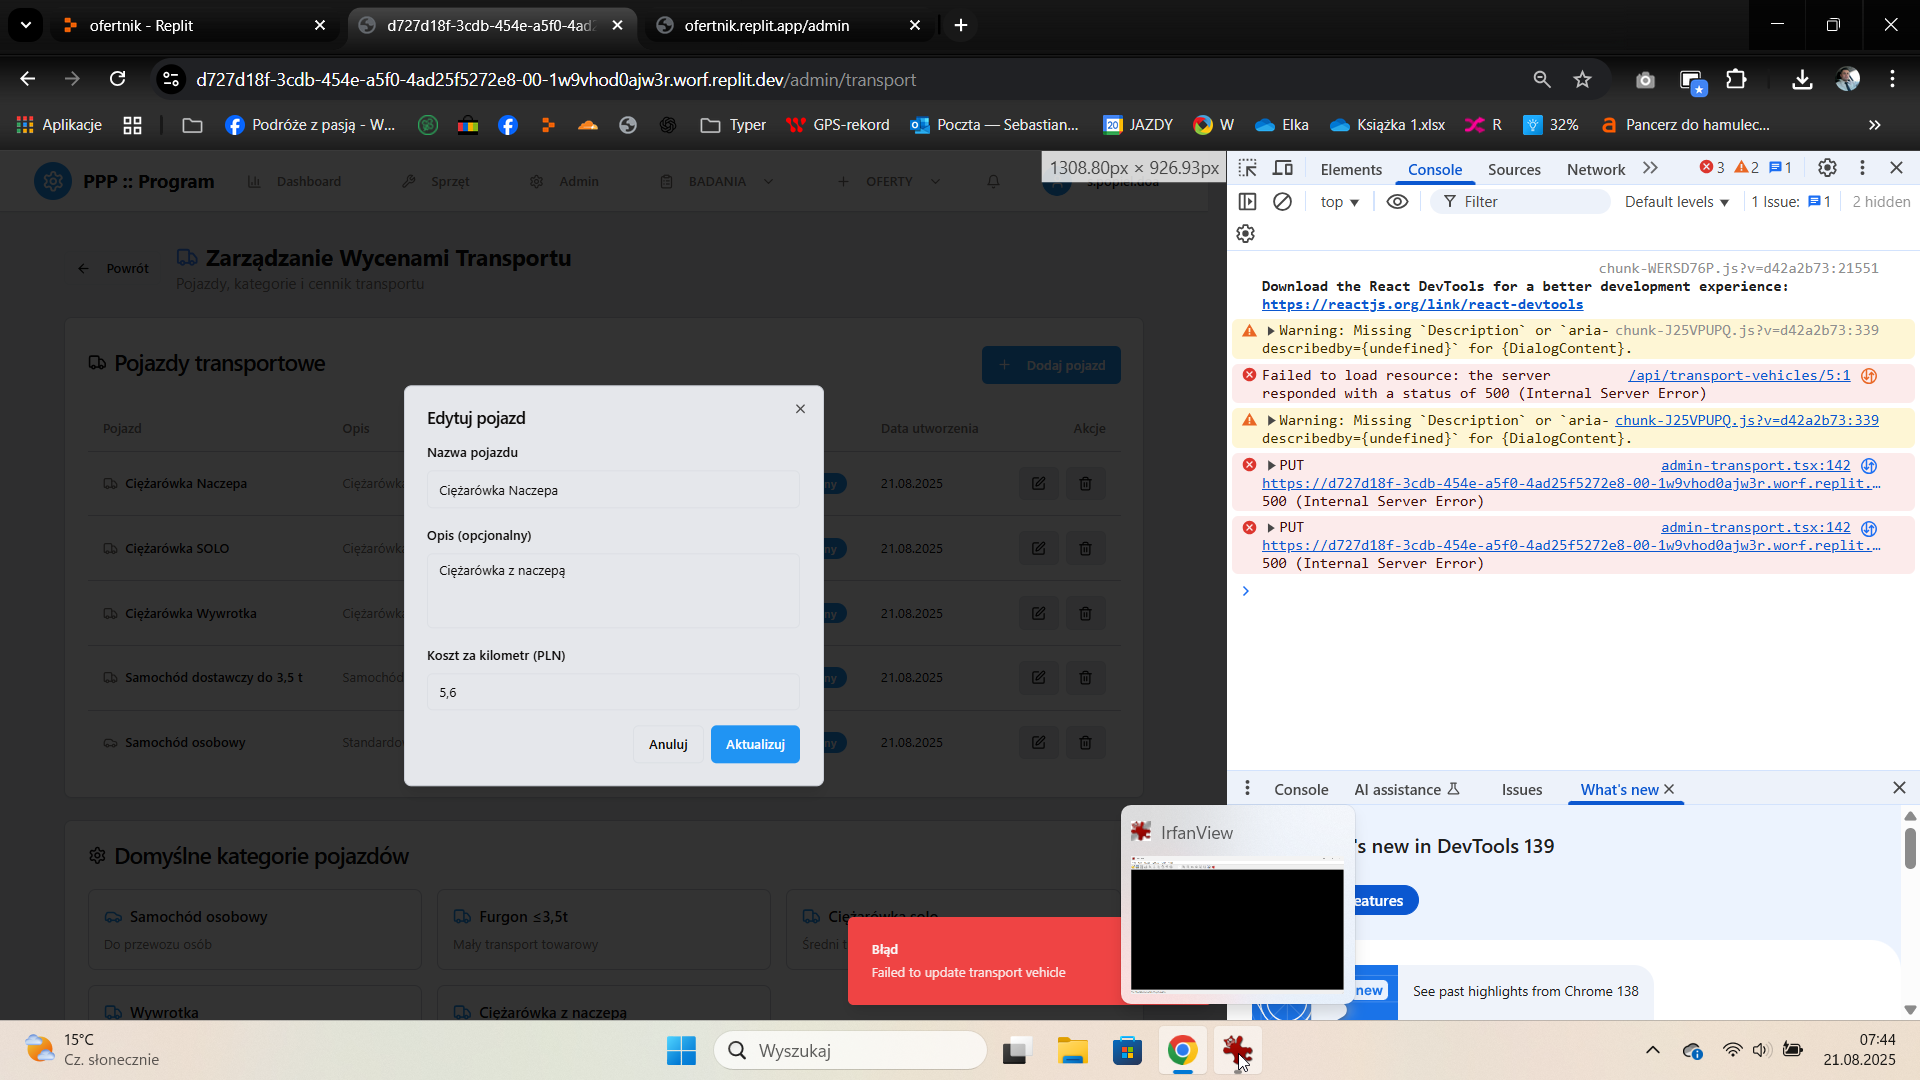 ofertnik - Replit
d727d18f-3cdb-454e-a5f0-4ad2
ofertnik.replit.app/admin
d727d18f-3cdb-454e-a5f0-4ad25f5272e8-00-1w9vhod0ajw3r.worf.replit.dev/admin/transport
Aplikacje
Podróże z pasją - W...
Typer
GPS-rekord
Poczta — Sebastian...
20 JAZDY
W
Elka
Książka 1.xlsx
R
32%
Pancerz do hamulec...
PPP :: Program
Dashboard
Sprzęt
Admin
BADANIA
OFERTY
1308.80px × 926.93px
Powrót
Zarządzanie Wycenami Transportu
Pojazdy, kategorie i cennik transportu
Pojazdy transportowe
Dodaj pojazd
Pojazd
Opis
Data utworzenia
Akcje
Ciężarówka Naczepa
Ciężarówk
ny
21.08.2025
Ciężarówka SOLO
Ciężarówk
ny
21.08.2025
Ciężarówka Wywrotka
Ciężarówk
ny
21.08.2025
Samochód dostawczy do 3,5 t
Samochód
ny
21.08.2025
Samochód osobowy
Standardo
ny
21.08.2025
Edytuj pojazd
Nazwa pojazdu
Ciężarówka Naczepa
Opis (opcjonalny)
Ciężarówka z naczepą
Koszt za kilometr (PLN)
5,6
Anuluj
Aktualizuj
Domyślne kategorie pojazdów
Samochód osobowy
Do przewozu osób
Furgon ≤3,5t
Mały transport towarowy
Ciężarówka solo
Średni t
Wywrotka
Ciężarówka z naczepą
Błąd
Failed to update transport vehicle
IrfanView
Elements
Console
Sources
Network
3
2
1
top
Filter
Default levels
1 Issue:
1
2 hidden
chunk-WERSD76P.js?v=d42a2b73:21551
Download the React DevTools for a better development experience:
https://reactjs.org/link/react-devtools
Warning: Missing `Description` or `aria- chunk-J25VPUPQ.js?v=d42a2b73:339
describedby={undefined}` for {DialogContent}.
Failed to load resource: the server /api/transport-vehicles/5:1
responded with a status of 500 (Internal Server Error)
Warning: Missing `Description` or `aria- chunk-J25VPUPQ.js?v=d42a2b73:339
describedby={undefined}` for {DialogContent}.
PUT admin-transport.tsx:142
https://d727d18f-3cdb-454e-a5f0-4ad25f5272e8-00-1w9vhod0ajw3r.worf.replit.…
500 (Internal Server Error)
PUT admin-transport.tsx:142
https://d727d18f-3cdb-454e-a5f0-4ad25f5272e8-00-1w9vhod0ajw3r.worf.replit.…
500 (Internal Server Error)
Console
AI assistance
Issues
What's new
's new in DevTools 139
eatures
new
See past highlights from Chrome 138
15°C
Cz. słonecznie
Wyszukaj
07:44
21.08.2025